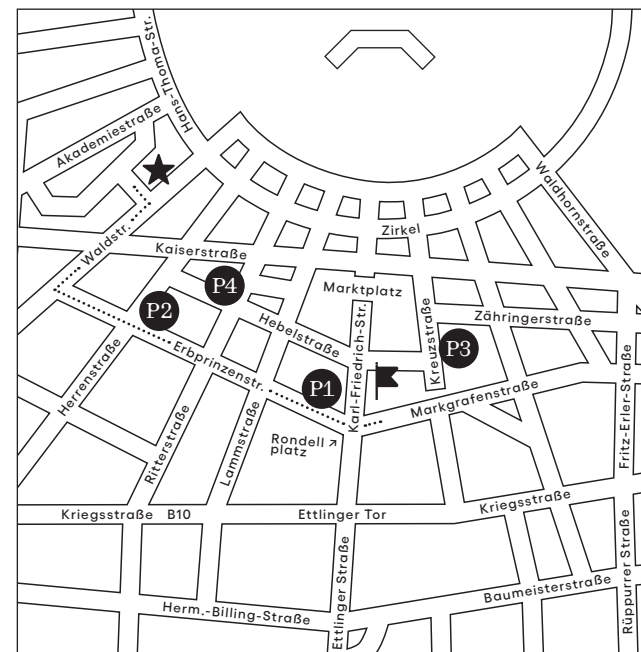 Hans-Thoma-Str.
Akademiestraße
Waldstr.
Kaiserstraße
Zirkel
Waldhornstraße
P4
P2
Marktplatz
Hebelstraße
Karl-Friedrich-Str.
Kreuzstraße
Zähringerstraße
P3
P1
Erbprinzenstr.
Herrenstraße
Ritterstraße
Lammstraße
Markgrafenstraße
Fritz-Erler-Straße
Rondell↗
platz
Kriegsstraße B10
Ettlinger Tor
Kriegsstraße
Ettlinger Straße
Rüppurrer Straße
Baumeisterstraße
Herm.-Billing-Straße